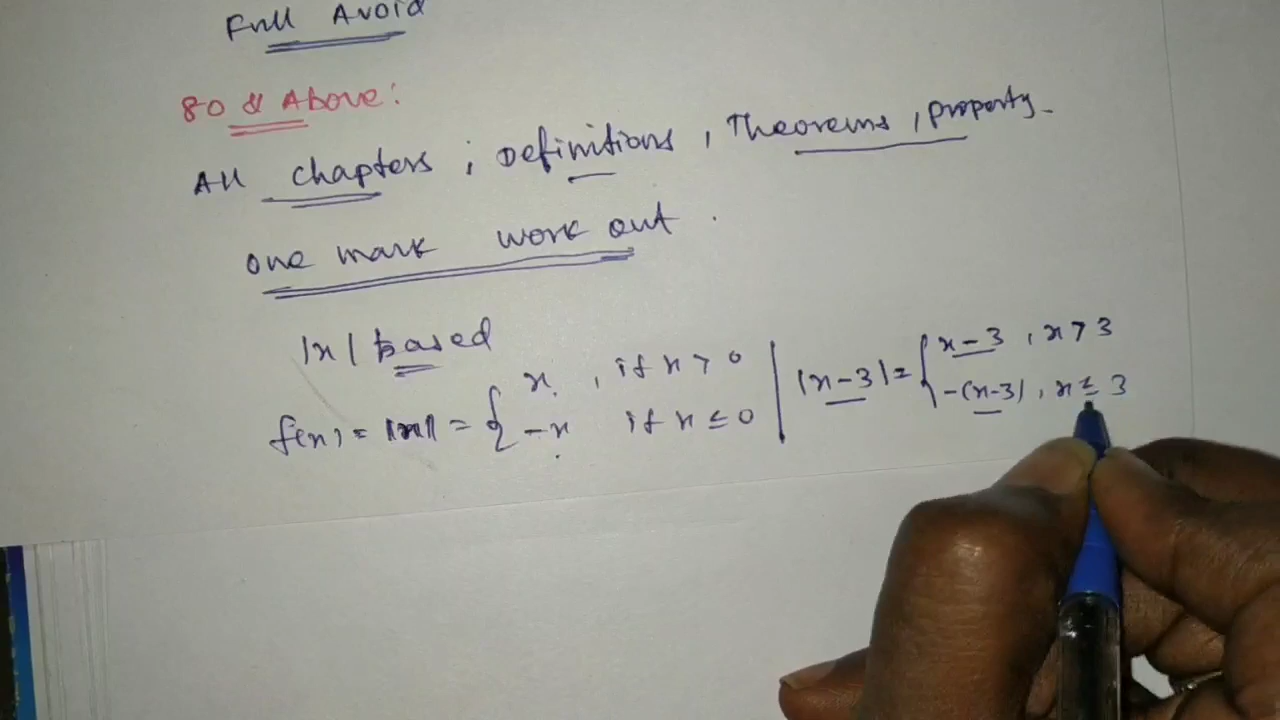 Full Avoid
80 & Above:
All chapters ; Definitions , Theorems , property
one mark work out .
|x| based
f(x) = |x| = { x , if x > 0
-x if x ≤ 0
|x-3| = { x-3 , x > 3
-(x-3) , x ≤ 3